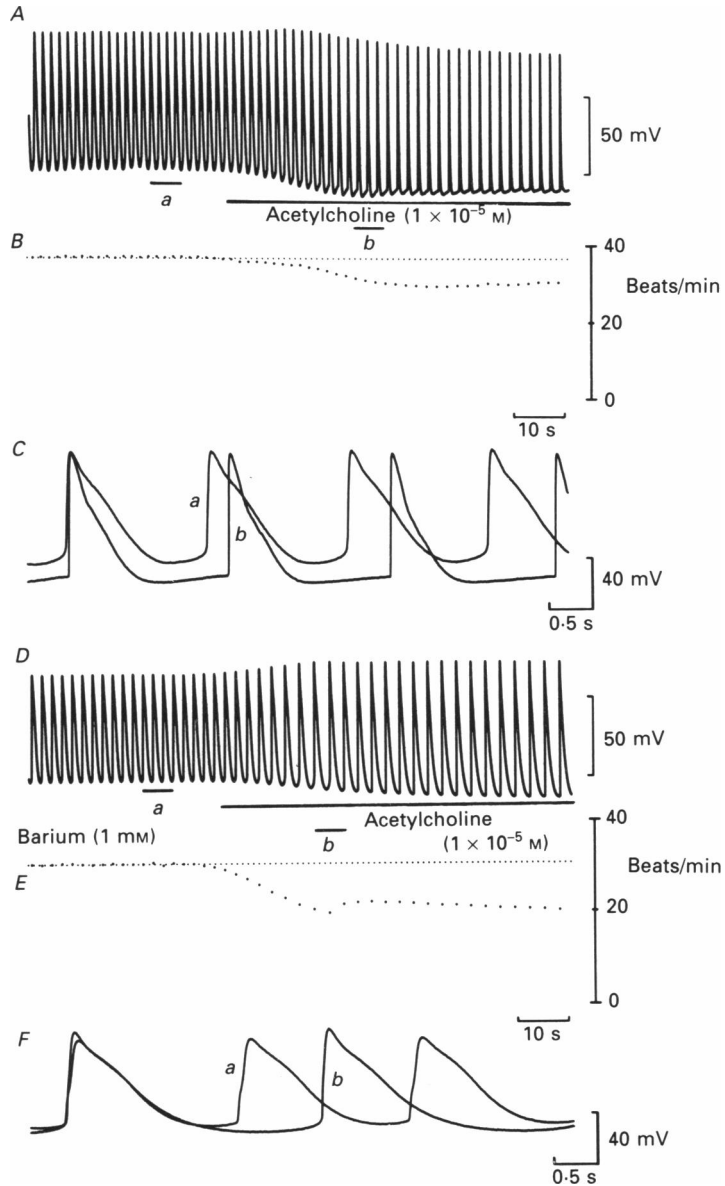 A
50 mV
a
Acetylcholine (1 × 10⁻⁵ M)
b
B
40
Beats/min
20
0
10 s
C
a
b
40 mV
0·5 s
D
50 mV
a
Acetylcholine
Barium (1 mM)
b
(1 × 10⁻⁵ M)
40
Beats/min
E
20
0
10 s
F
a
b
40 mV
0·5 s